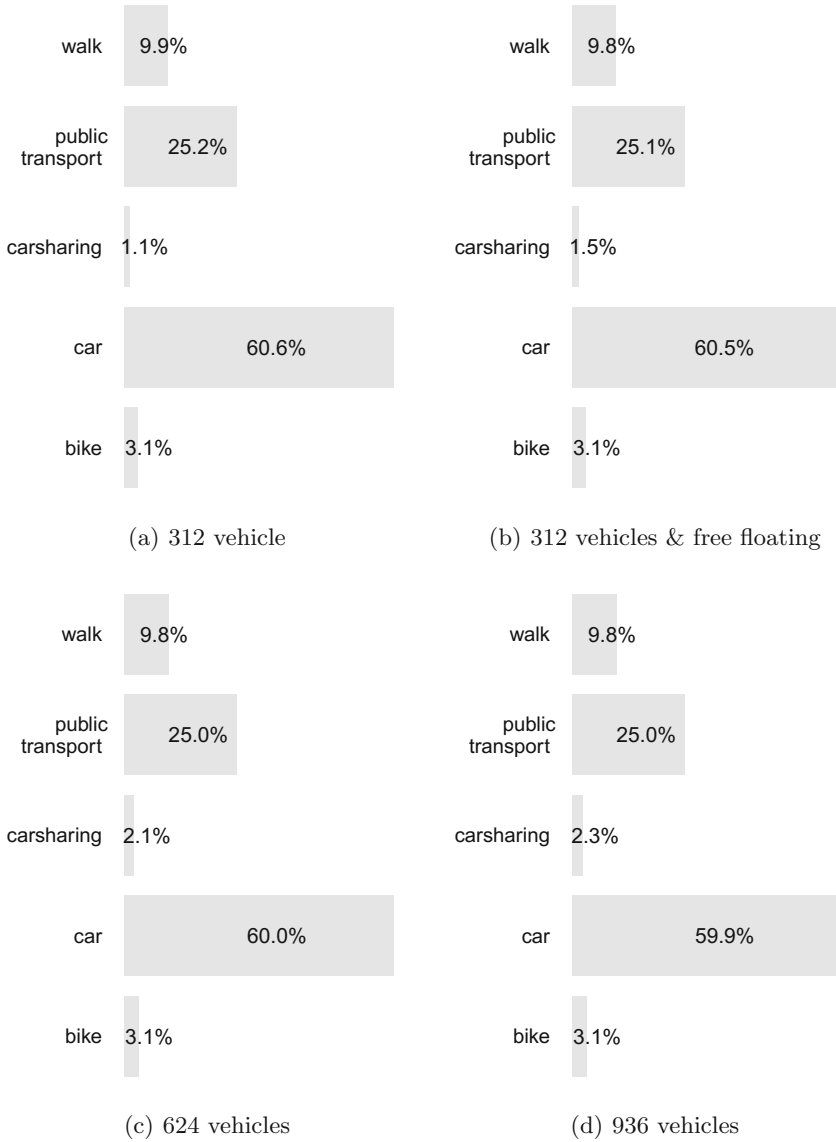 walk 9.9%
public
transport 25.2%
carsharing 1.1%
car 60.6%
bike 3.1%
(a) 312 vehicle
walk 9.8%
public
transport 25.1%
carsharing 1.5%
car 60.5%
bike 3.1%
(b) 312 vehicles & free floating
walk 9.8%
public
transport 25.0%
carsharing 2.1%
car 60.0%
bike 3.1%
(c) 624 vehicles
walk 9.8%
public
transport 25.0%
carsharing 2.3%
car 59.9%
bike 3.1%
(d) 936 vehicles